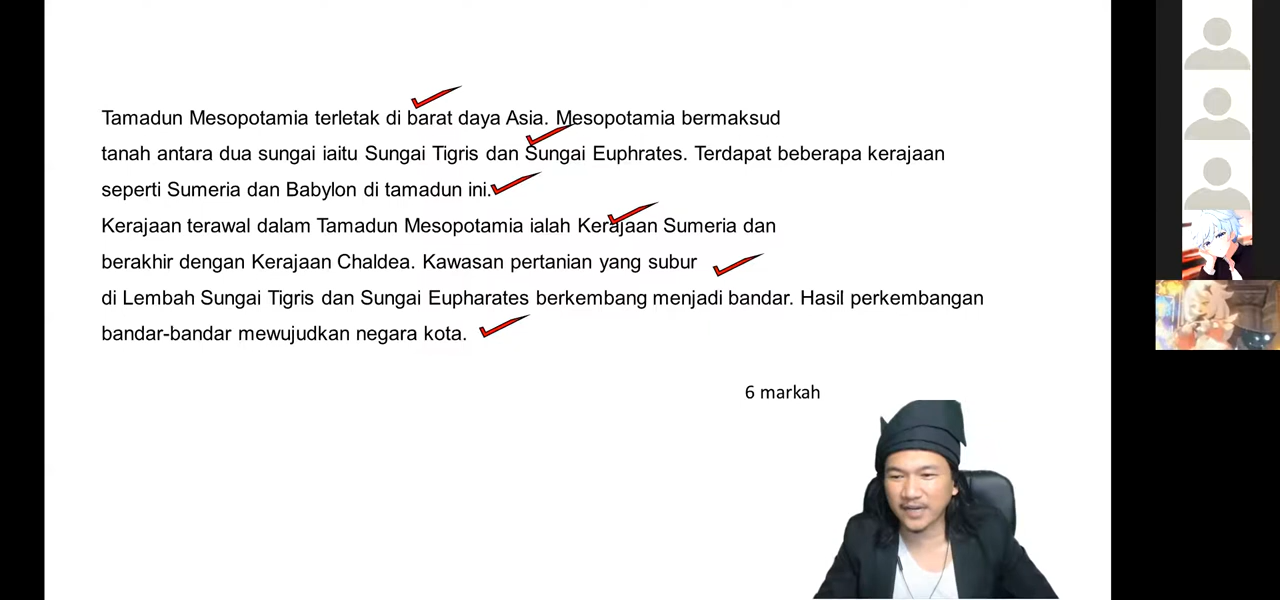 Tamadun Mesopotamia terletak di barat daya Asia. Mesopotamia bermaksud
tanah antara dua sungai iaitu Sungai Tigris dan Sungai Euphrates. Terdapat beberapa kerajaan
seperti Sumeria dan Babylon di tamadun ini.
Kerajaan terawal dalam Tamadun Mesopotamia ialah Kerajaan Sumeria dan
berakhir dengan Kerajaan Chaldea. Kawasan pertanian yang subur
di Lembah Sungai Tigris dan Sungai Eupharates berkembang menjadi bandar. Hasil perkembangan
bandar-bandar mewujudkan negara kota.
6 markah